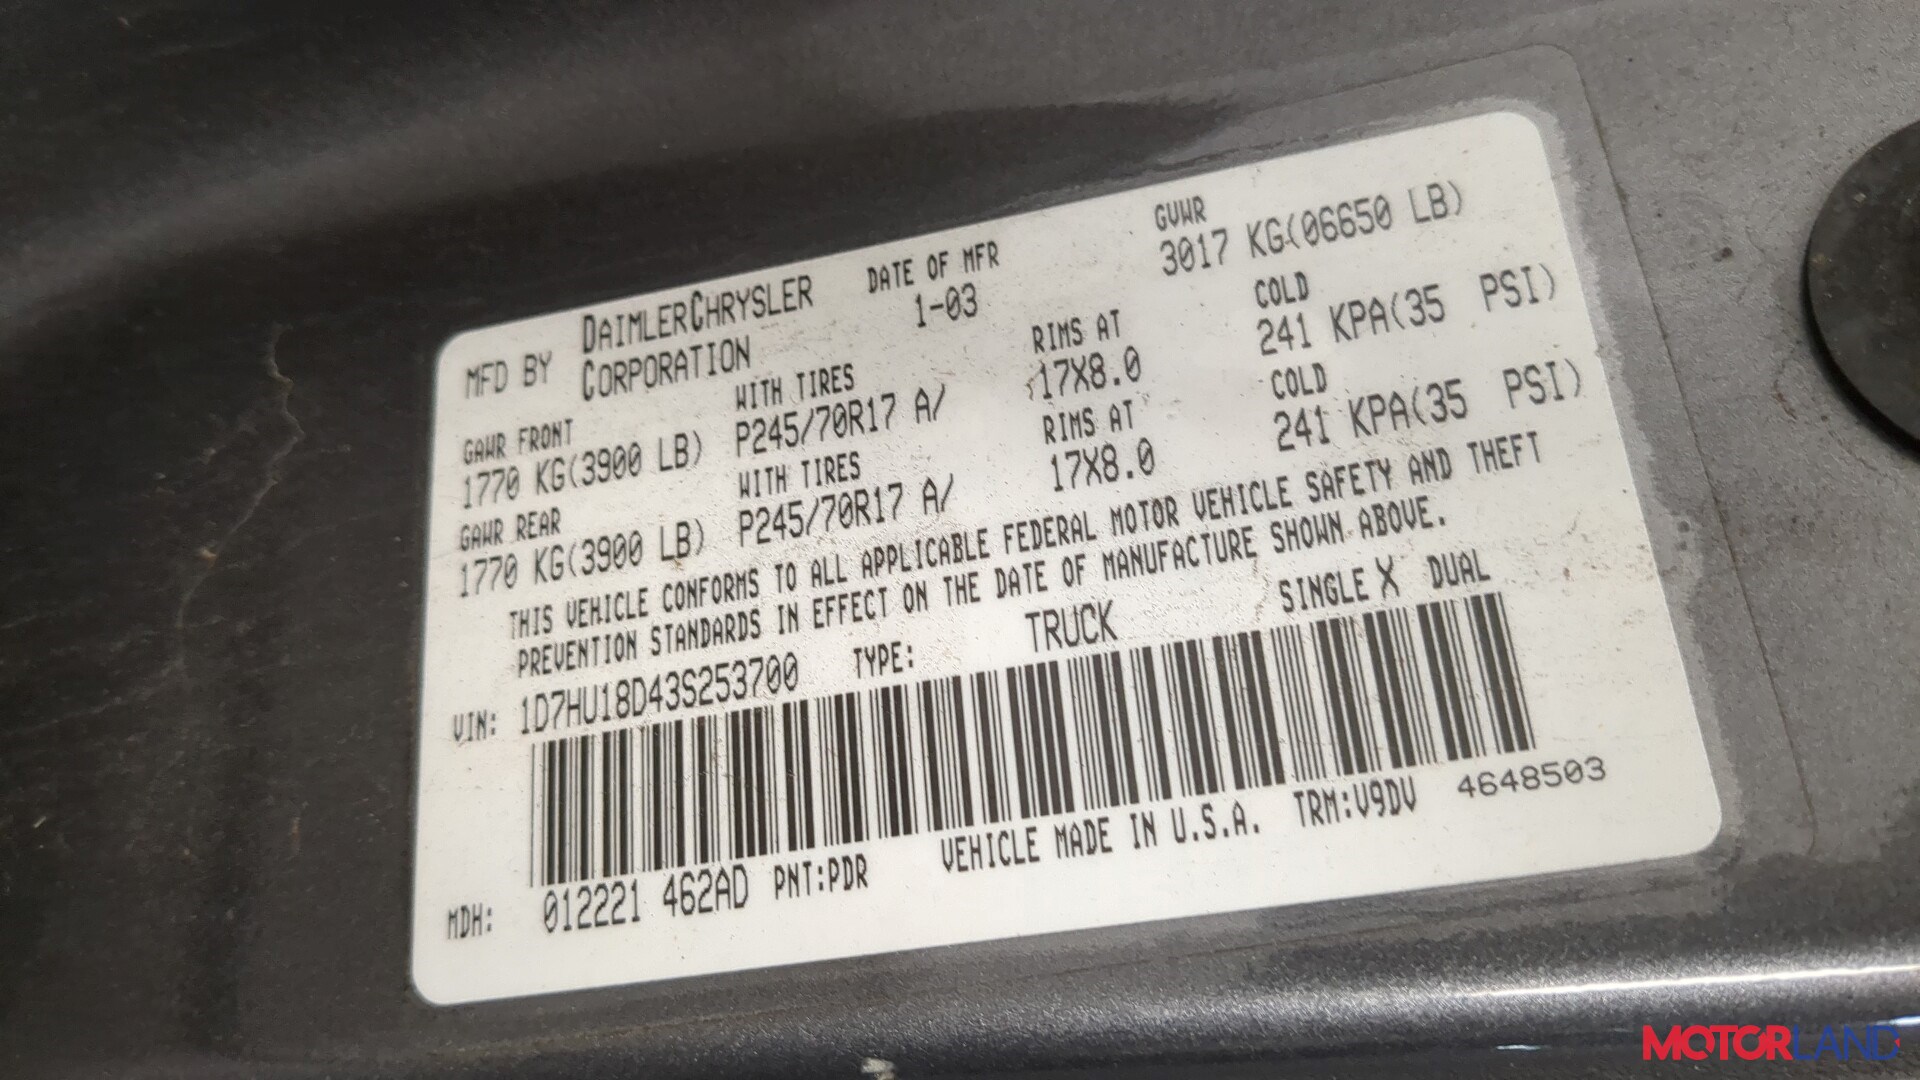 MFD BY DAIMLERCHRYSLER CORPORATION DATE OF MFR 1-03 GVWR 3017 KG(06650 LB)
GAWR FRONT WITH TIRES RIMS AT COLD
1770 KG(3900 LB) P245/70R17 A/ 17X8.0 241 KPA(35 PSI)
GAWR REAR WITH TIRES RIMS AT COLD
1770 KG(3900 LB) P245/70R17 A/ 17X8.0 241 KPA(35 PSI)
THIS VEHICLE CONFORMS TO ALL APPLICABLE FEDERAL MOTOR VEHICLE SAFETY AND THEFT
PREVENTION STANDARDS IN EFFECT ON THE DATE OF MANUFACTURE SHOWN ABOVE.
VIN: 1D7HU18D43S253700 TYPE: TRUCK SINGLE X DUAL
MDH: 012221 462AD PNT:PDR VEHICLE MADE IN U.S.A. TRM:V9DV 4648503
MOTORLAND